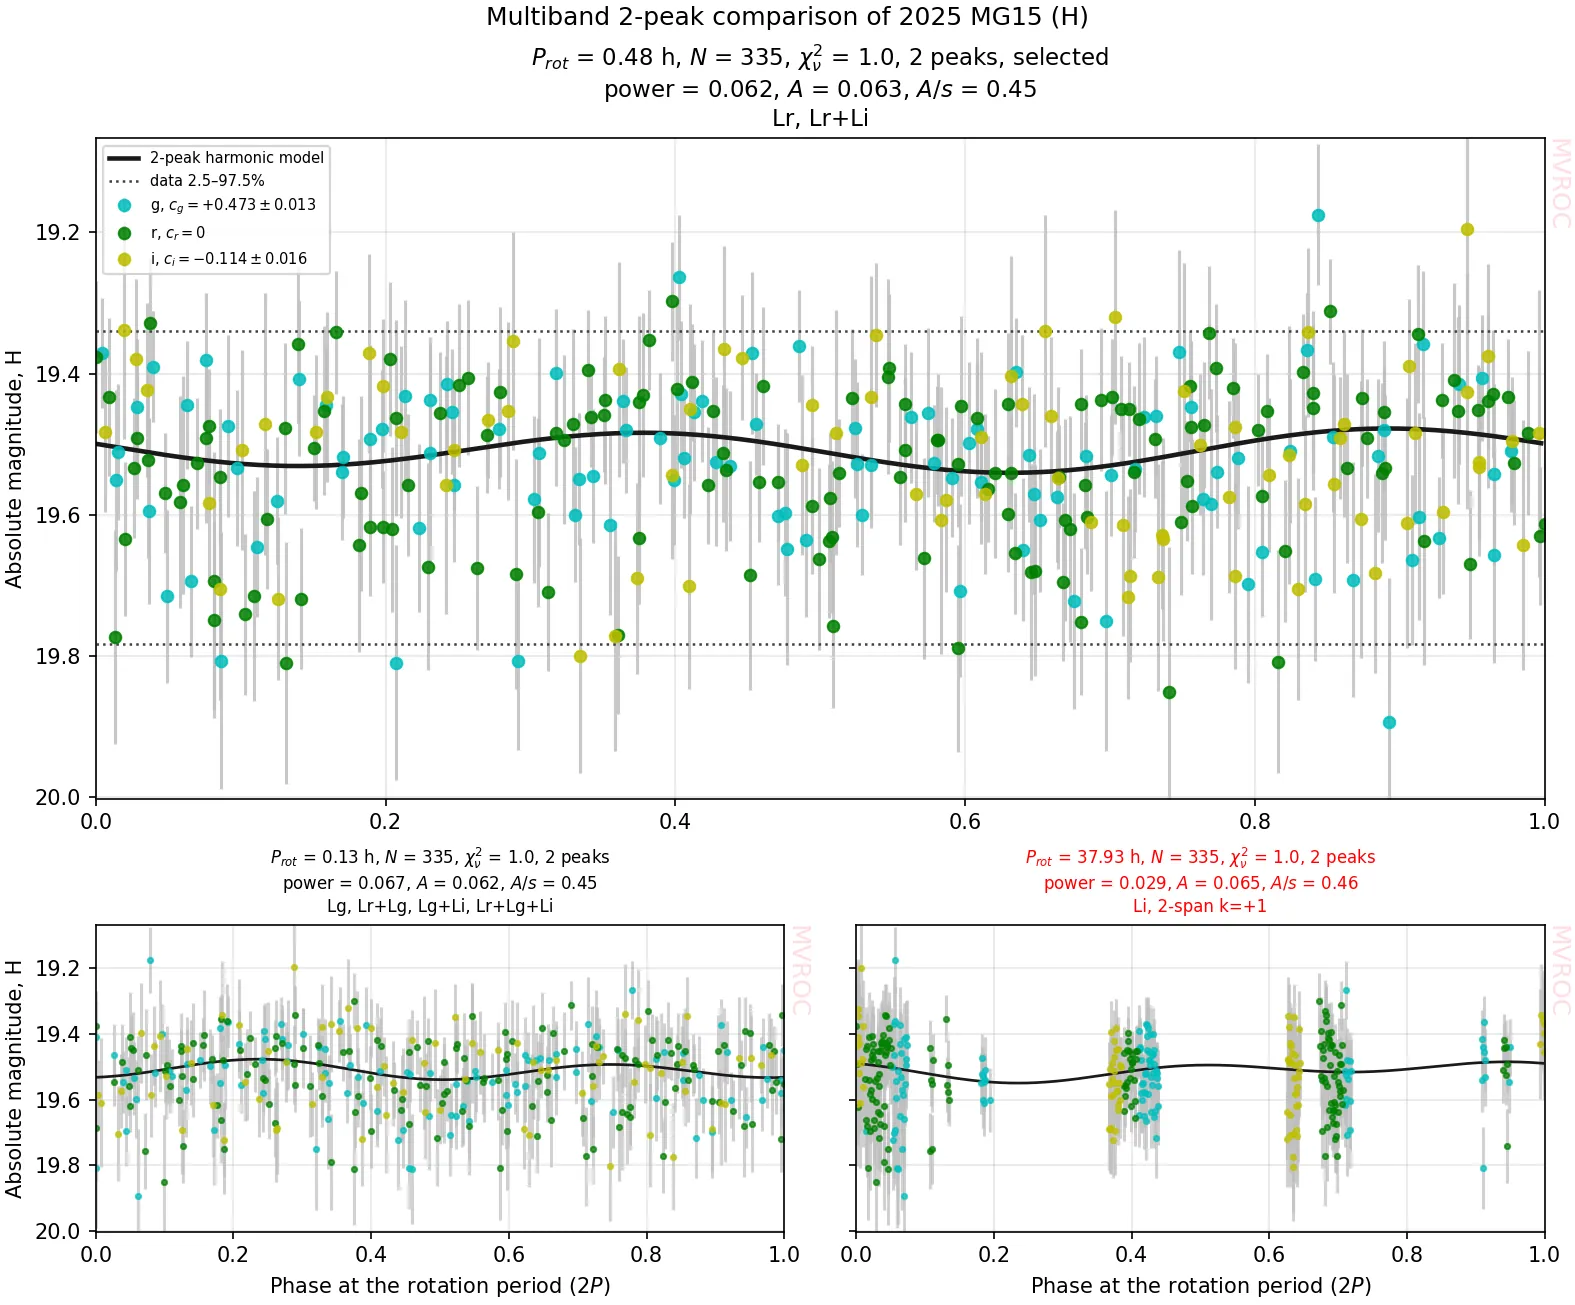 Multiband 2-peak comparison of 2025 MG15 (H)
P_rot = 0.48 h, N = 335, χ²_ν = 1.0, 2 peaks, selected
power = 0.062, A = 0.063, A/s = 0.45
Lr, Lr+Li
2-peak harmonic model
data 2.5–97.5%
g, c_g = +0.473 ± 0.013
r, c_r = 0
i, c_i = −0.114 ± 0.016
MVROC
Absolute magnitude, H
19.2
19.4
19.6
19.8
20.0
0.0 0.2 0.4 0.6 0.8 1.0
P_rot = 0.13 h, N = 335, χ²_ν = 1.0, 2 peaks
power = 0.067, A = 0.062, A/s = 0.45
Lg, Lr+Lg, Lg+Li, Lr+Lg+Li
MVROC
Absolute magnitude, H
19.2
19.4
19.6
19.8
20.0
0.0 0.2 0.4 0.6 0.8 1.0
Phase at the rotation period (2P)
P_rot = 37.93 h, N = 335, χ²_ν = 1.0, 2 peaks
power = 0.029, A = 0.065, A/s = 0.46
Li, 2-span k=+1
MVROC
0.0 0.2 0.4 0.6 0.8 1.0
Phase at the rotation period (2P)